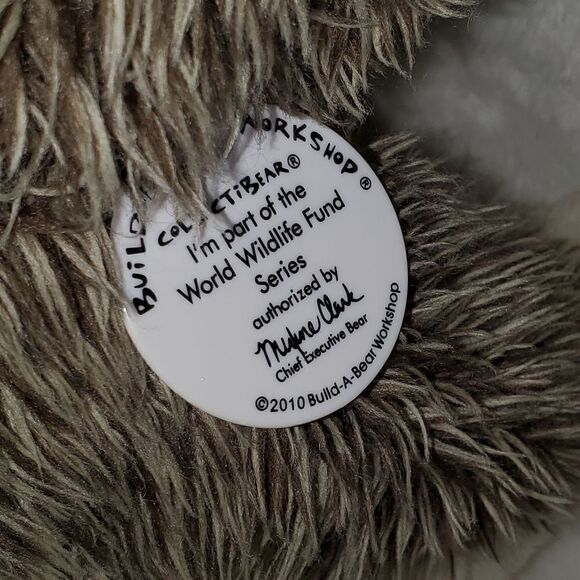 BUILD WORKSHOP ®
COLLECTIBEAR®
I'm part of the
World Wildlife Fund
Series
authorized by
Maxine Clark
Chief Executive Bear
©2010 Build-A-Bear Workshop